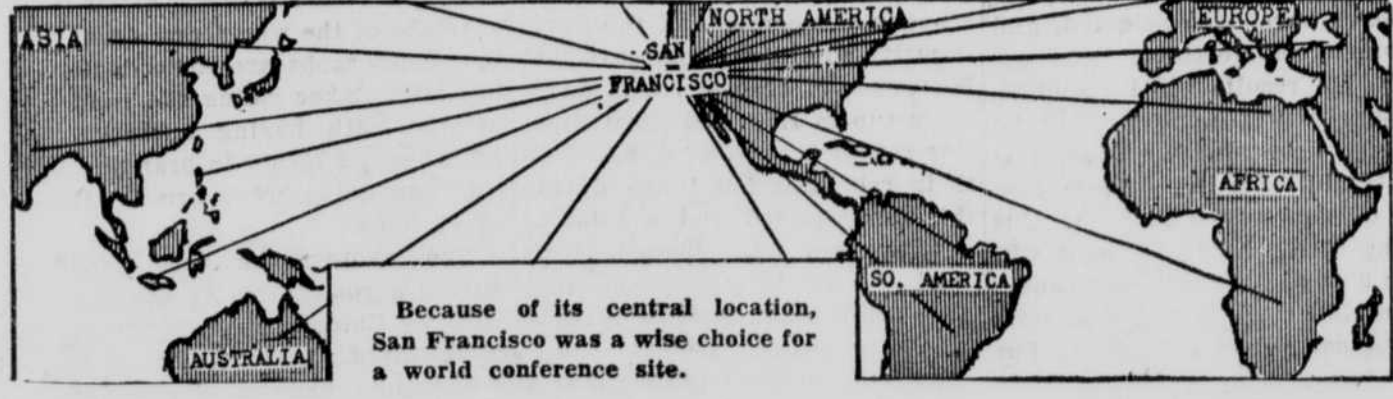 ASIA
NORTH AMERICA
EUROPE
SAN
FRANCISCO
AFRICA
SO. AMERICA
AUSTRALIA
Because of its central location,
San Francisco was a wise choice for
a world conference site.